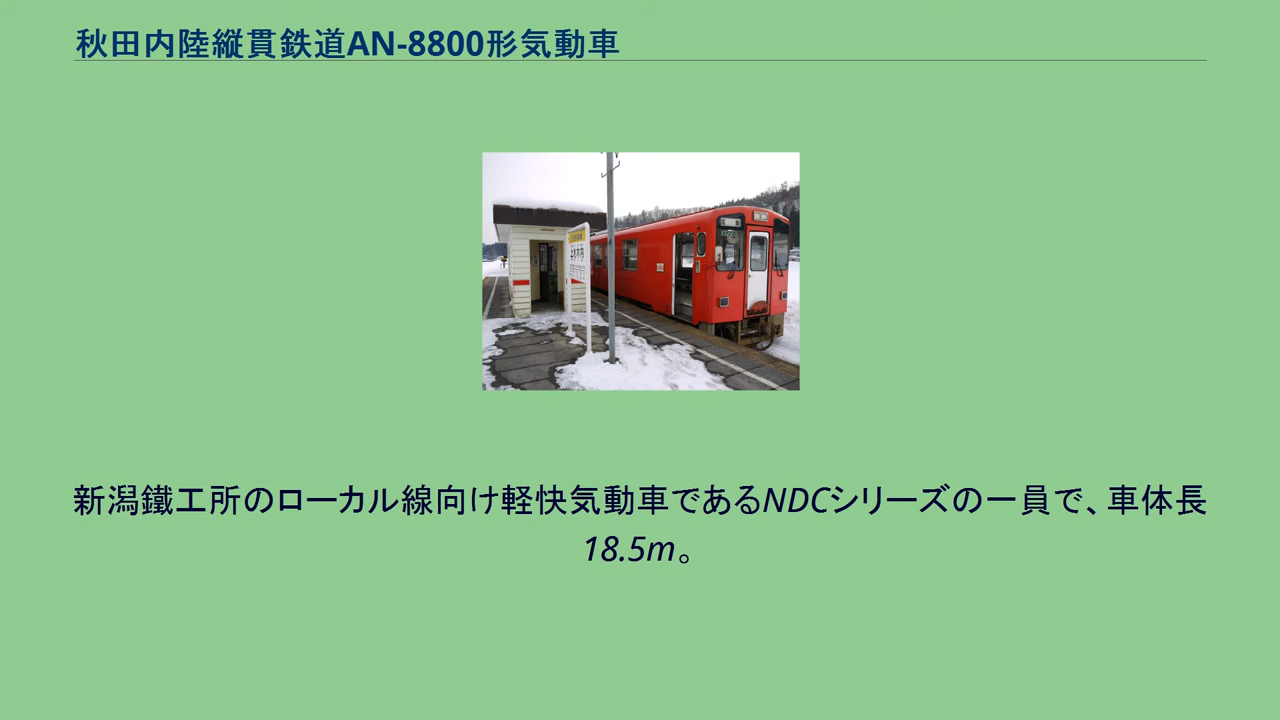 秋田内陸縦貫鉄道AN-8800形気動車
新潟鐵工所のローカル線向け軽快気動車であるNDCシリーズの一員で、車体長
18.5m。